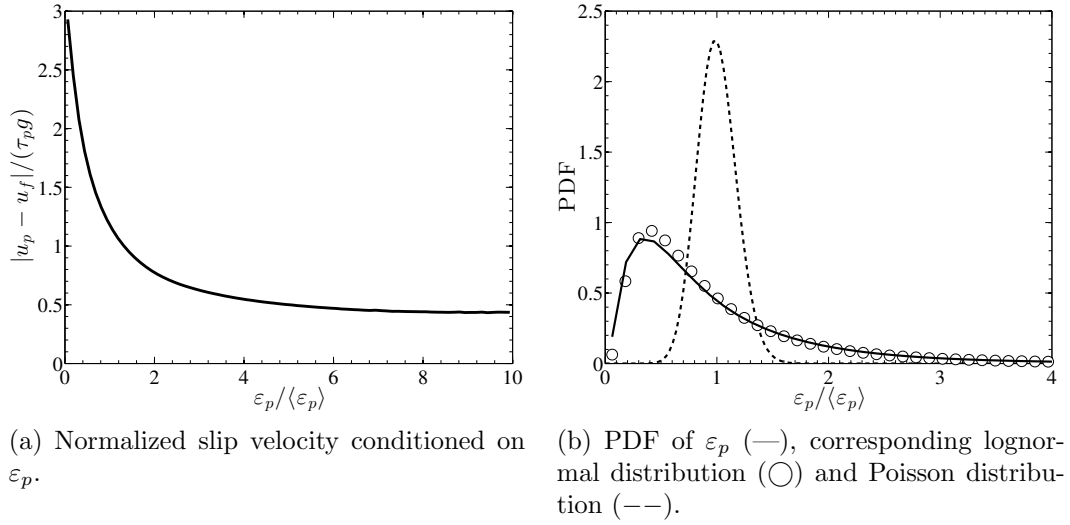 3
2.5
2
1.5
1
0.5
0
0
2
4
6
8
10
|u_p − u_f|/(τ_p g)
ε_p/⟨ε_p⟩
2.5
2
1.5
1
0.5
0
0
1
2
3
4
PDF
ε_p/⟨ε_p⟩
(a) Normalized slip velocity conditioned on
ε_p.
(b) PDF of ε_p (—), corresponding lognor-
mal distribution (○) and Poisson distribu-
tion (−−).